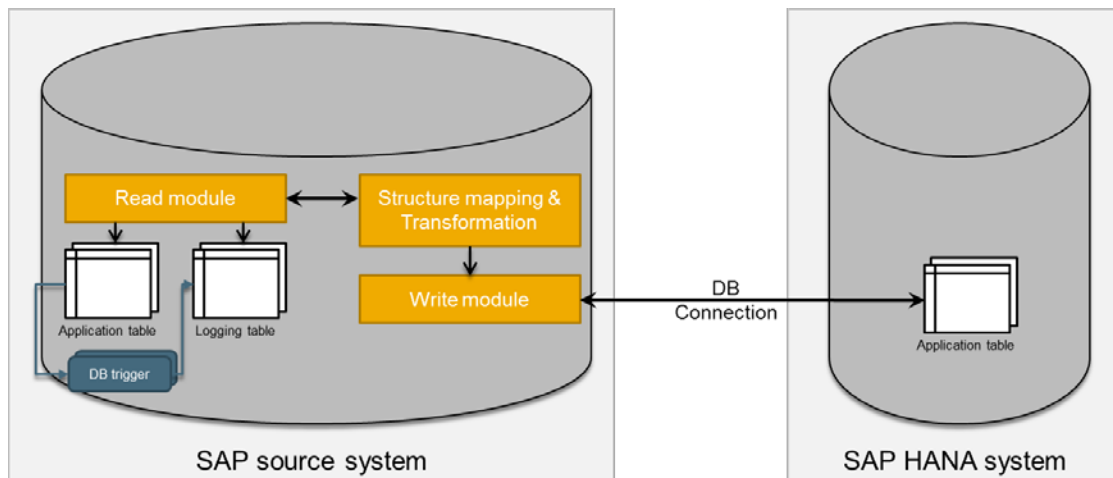 Read module
Structure mapping &
Transformation
Write module
Application table
Logging table
DB trigger
DB
Connection
Application table
SAP source system
SAP HANA system